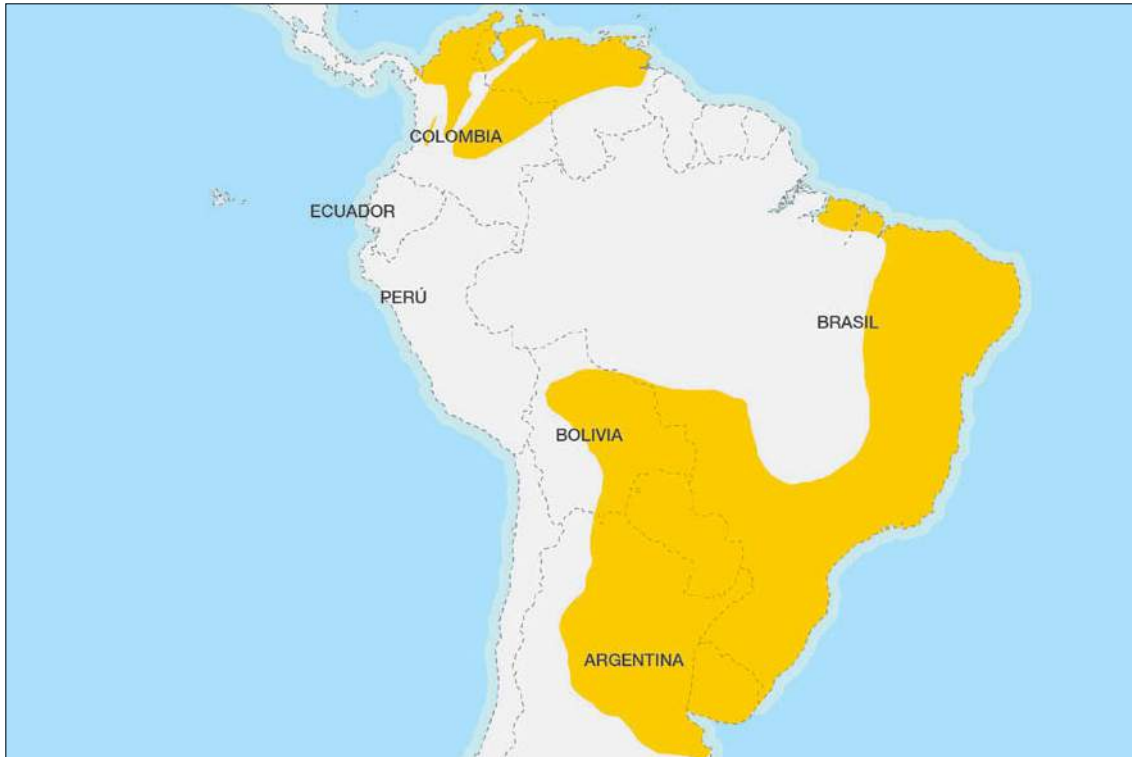 COLOMBIA
ECUADOR
PERÚ
BRASIL
BOLIVIA
ARGENTINA